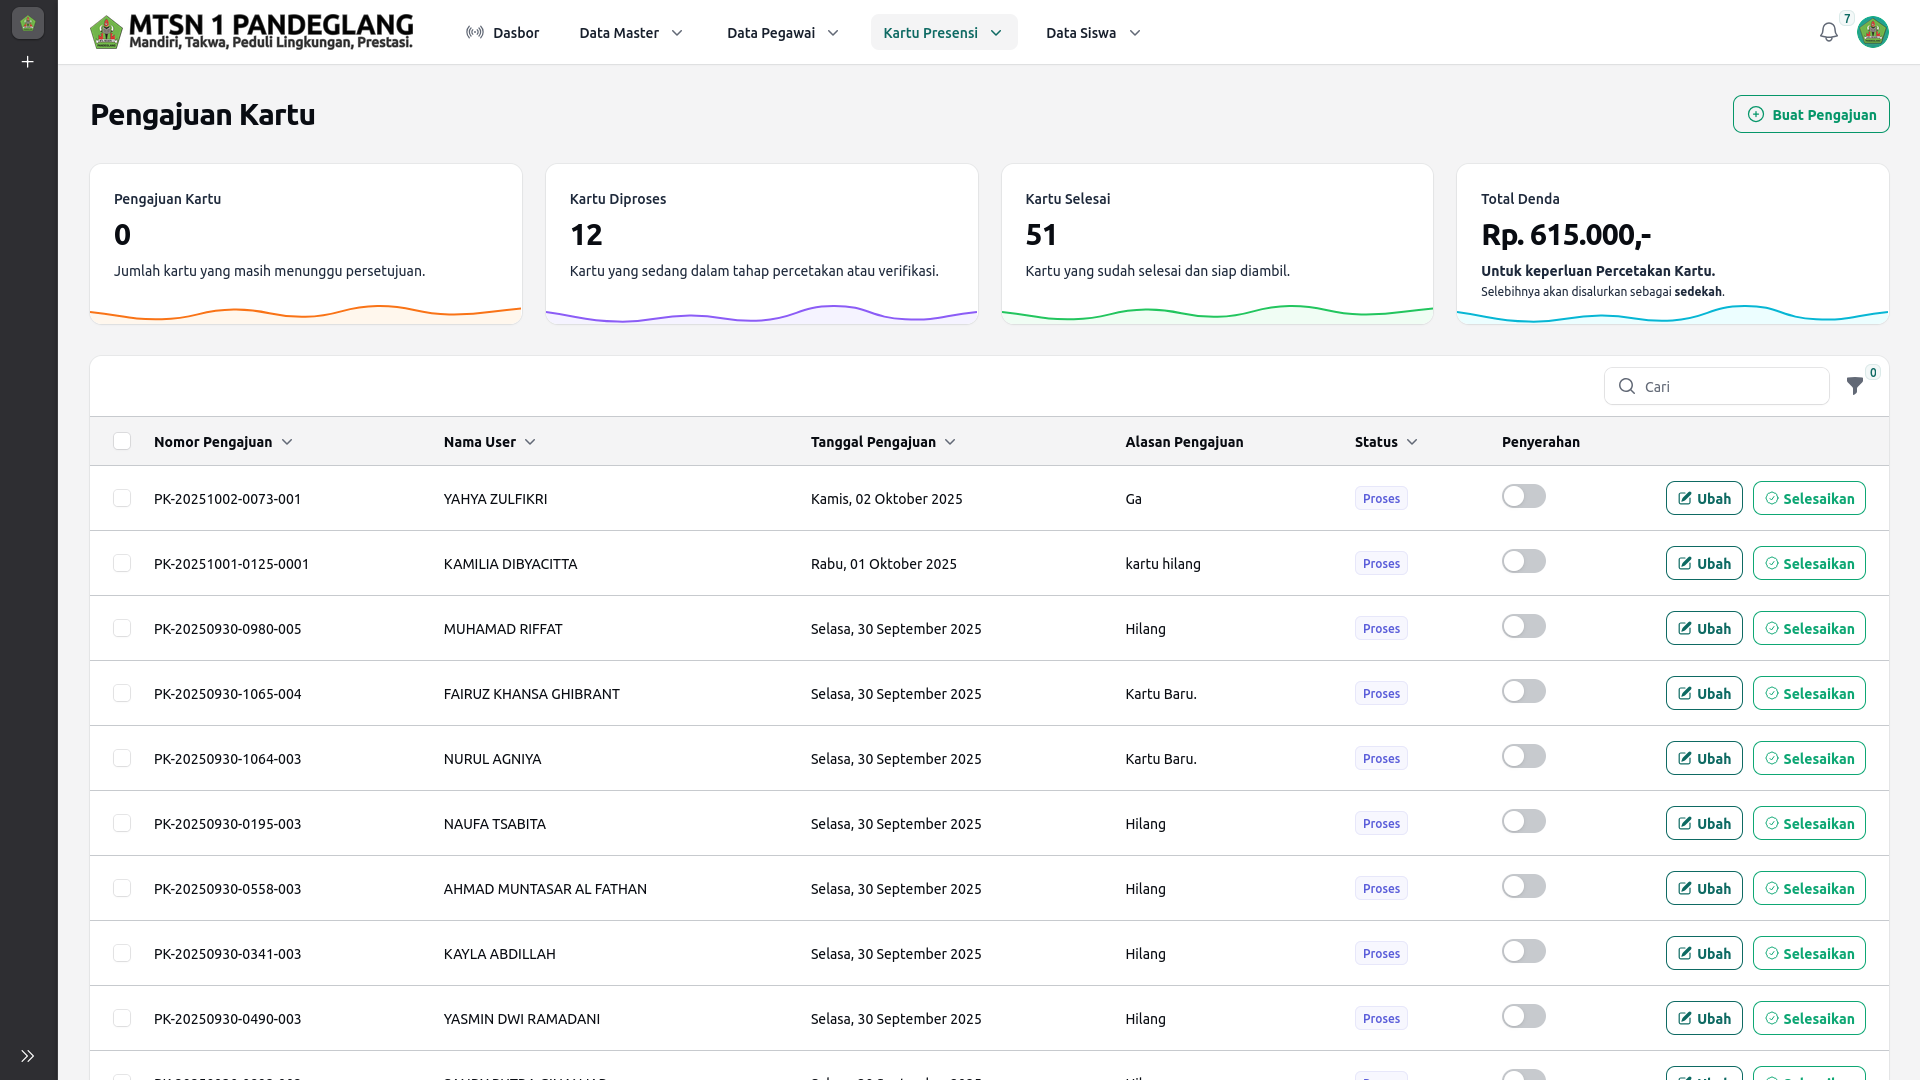 MTSN 1 PANDEGLANG
Mandiri, Takwa, Peduli Lingkungan, Prestasi.
Dasbor
Data Master
Data Pegawai
Kartu Presensi
Data Siswa
7
Pengajuan Kartu
Buat Pengajuan
Pengajuan Kartu
0
Jumlah kartu yang masih menunggu persetujuan.
Kartu Diproses
12
Kartu yang sedang dalam tahap percetakan atau verifikasi.
Kartu Selesai
51
Kartu yang sudah selesai dan siap diambil.
Total Denda
Rp. 615.000,-
Untuk keperluan Percetakan Kartu.
Selebihnya akan disalurkan sebagai sedekah.
Cari
0
Nomor Pengajuan Nama User Tanggal Pengajuan Alasan Pengajuan Status Penyerahan
PK-20251002-0073-001 YAHYA ZULFIKRI Kamis, 02 Oktober 2025 Ga Proses Ubah Selesaikan
PK-20251001-0125-0001 KAMILIA DIBYACITTA Rabu, 01 Oktober 2025 kartu hilang Proses Ubah Selesaikan
PK-20250930-0980-005 MUHAMAD RIFFAT Selasa, 30 September 2025 Hilang Proses Ubah Selesaikan
PK-20250930-1065-004 FAIRUZ KHANSA GHIBRANT Selasa, 30 September 2025 Kartu Baru. Proses Ubah Selesaikan
PK-20250930-1064-003 NURUL AGNIYA Selasa, 30 September 2025 Kartu Baru. Proses Ubah Selesaikan
PK-20250930-0195-003 NAUFA TSABITA Selasa, 30 September 2025 Hilang Proses Ubah Selesaikan
PK-20250930-0558-003 AHMAD MUNTASAR AL FATHAN Selasa, 30 September 2025 Hilang Proses Ubah Selesaikan
PK-20250930-0341-003 KAYLA ABDILLAH Selasa, 30 September 2025 Hilang Proses Ubah Selesaikan
PK-20250930-0490-003 YASMIN DWI RAMADANI Selasa, 30 September 2025 Hilang Proses Ubah Selesaikan